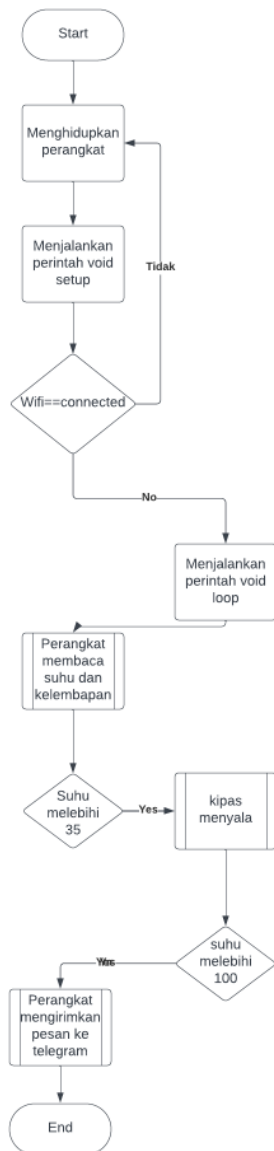 Start
Menghidupkan
perangkat
Menjalankan
perintah void
setup
Tidak
Wifi==connected
No
Menjalankan
perintah void
loop
Perangkat
membaca
suhu dan
kelembapan
Suhu
melebihi
35
Yes
kipas
menyala
suhu
melebihi
100
Perangkat
mengirimkan
pesan ke
telegram
End